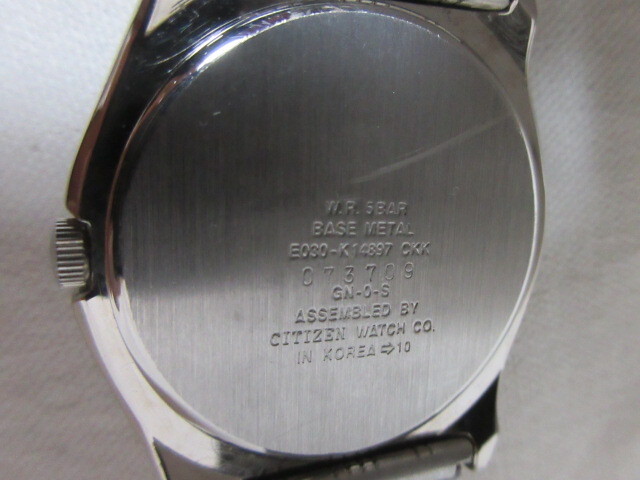 W.R. 5BAR
BASE METAL
E030-K14897 CKK
073709
GN-0-S
ASSEMBLED BY
CITIZEN WATCH CO.
IN KOREA ⇨10